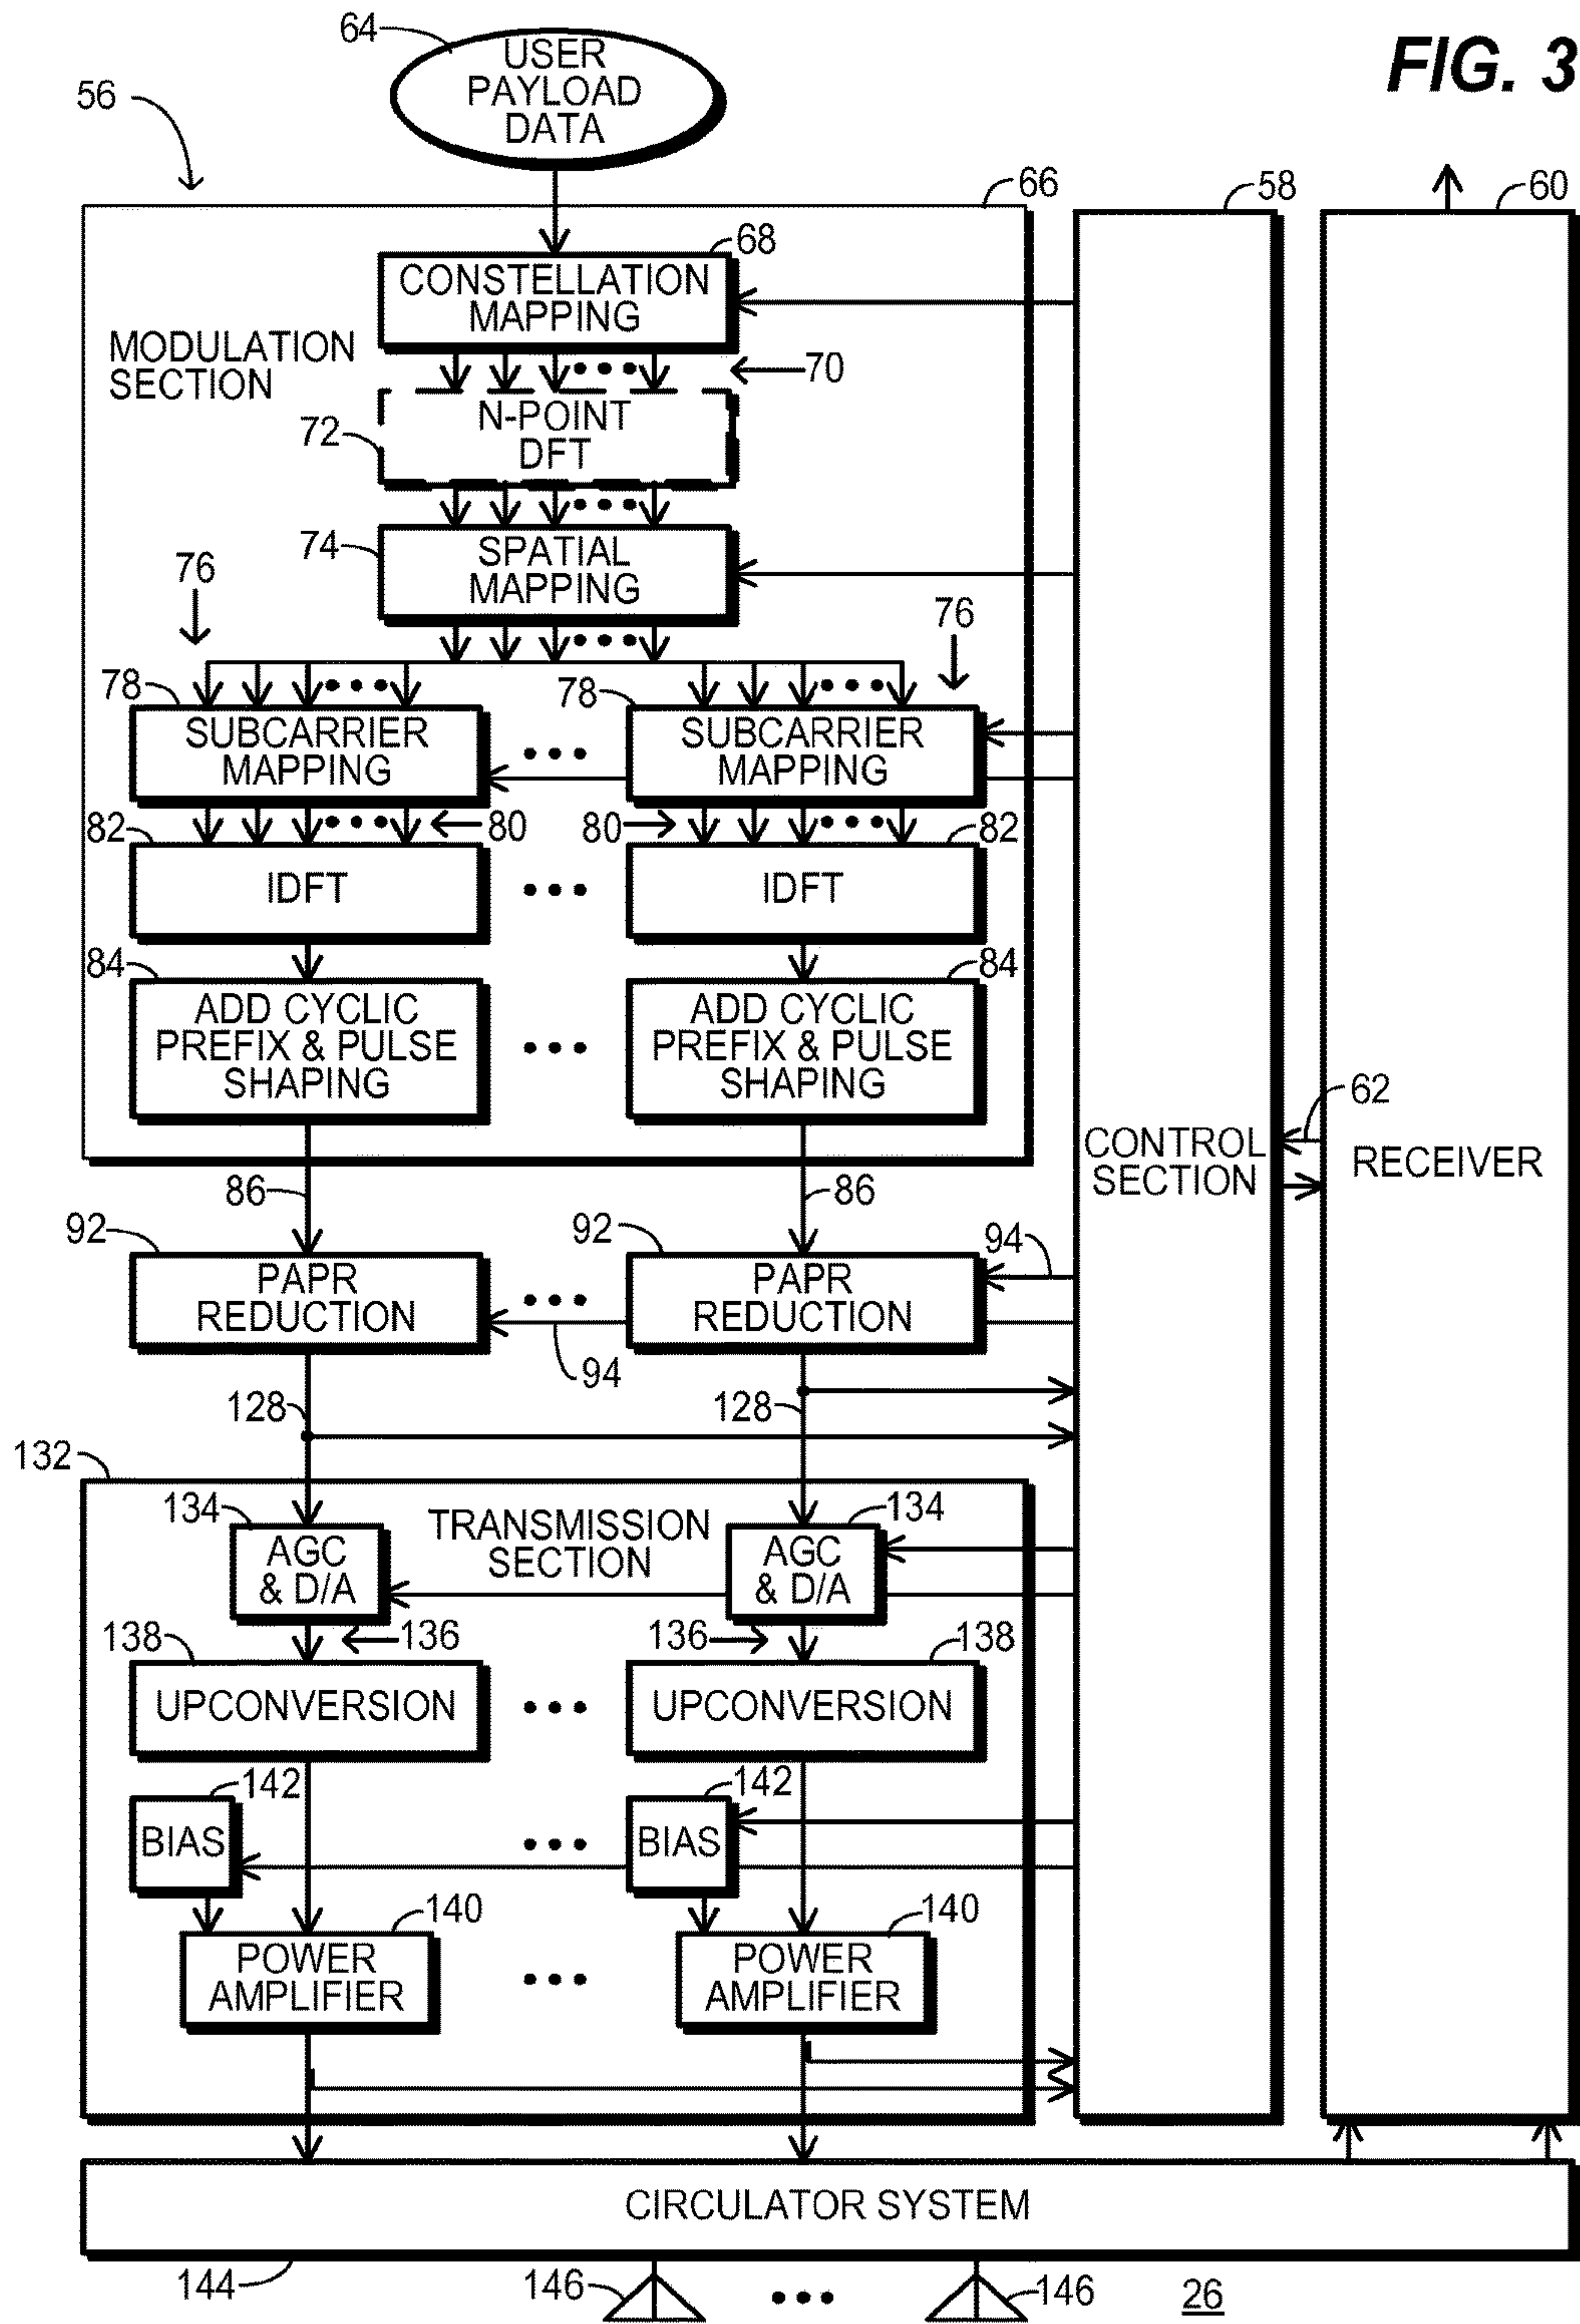 FIG. 3
64
USER
PAYLOAD
DATA
56
66
58
60
68
CONSTELLATION
MAPPING
MODULATION
SECTION
70
72
N-POINT
DFT
74
SPATIAL
MAPPING
76
76
78
SUBCARRIER
MAPPING
78
SUBCARRIER
MAPPING
80
80
82
IDFT
82
IDFT
84
ADD CYCLIC
PREFIX & PULSE
SHAPING
84
ADD CYCLIC
PREFIX & PULSE
SHAPING
CONTROL
SECTION
62
RECEIVER
86
86
92
PAPR
REDUCTION
92
PAPR
REDUCTION
94
94
128
128
132
134
AGC
& D/A
TRANSMISSION
SECTION
134
AGC
& D/A
136
136
138
UPCONVERSION
138
UPCONVERSION
142
BIAS
142
BIAS
140
POWER
AMPLIFIER
140
POWER
AMPLIFIER
CIRCULATOR SYSTEM
144
146
146
26